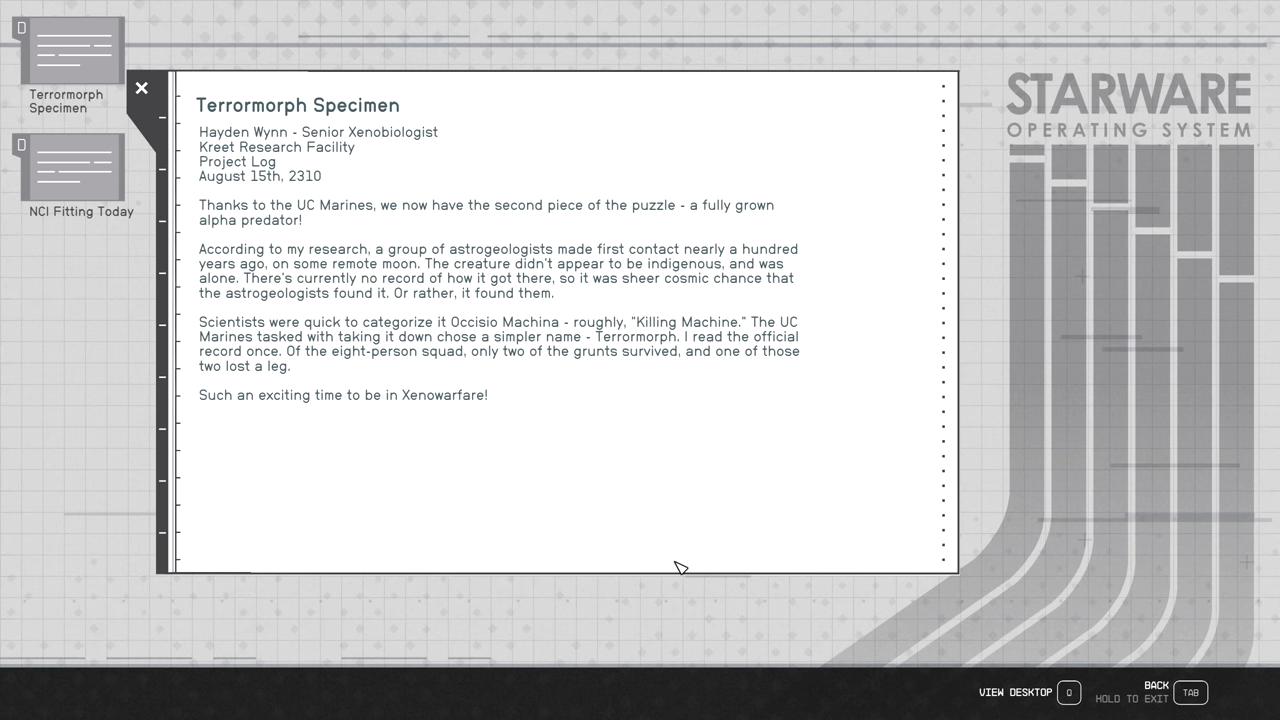 D
Terrormorph
Specimen
D
NCI Fitting Today
×
Terrormorph Specimen
Hayden Wynn - Senior Xenobiologist
Kreet Research Facility
Project Log
August 15th, 2310
Thanks to the UC Marines, we now have the second piece of the puzzle - a fully grown
alpha predator!
According to my research, a group of astrogeologists made first contact nearly a hundred
years ago, on some remote moon. The creature didn't appear to be indigenous, and was
alone. There's currently no record of how it got there, so it was sheer cosmic chance that
the astrogeologists found it. Or rather, it found them.
Scientists were quick to categorize it Occisio Machina - roughly, "Killing Machine." The UC
Marines tasked with taking it down chose a simpler name - Terrormorph. I read the official
record once. Of the eight-person squad, only two of the grunts survived, and one of those
two lost a leg.
Such an exciting time to be in Xenowarfare!
STARWARE
OPERATING SYSTEM
VIEW DESKTOP Q
BACK
HOLD TO EXIT TAB